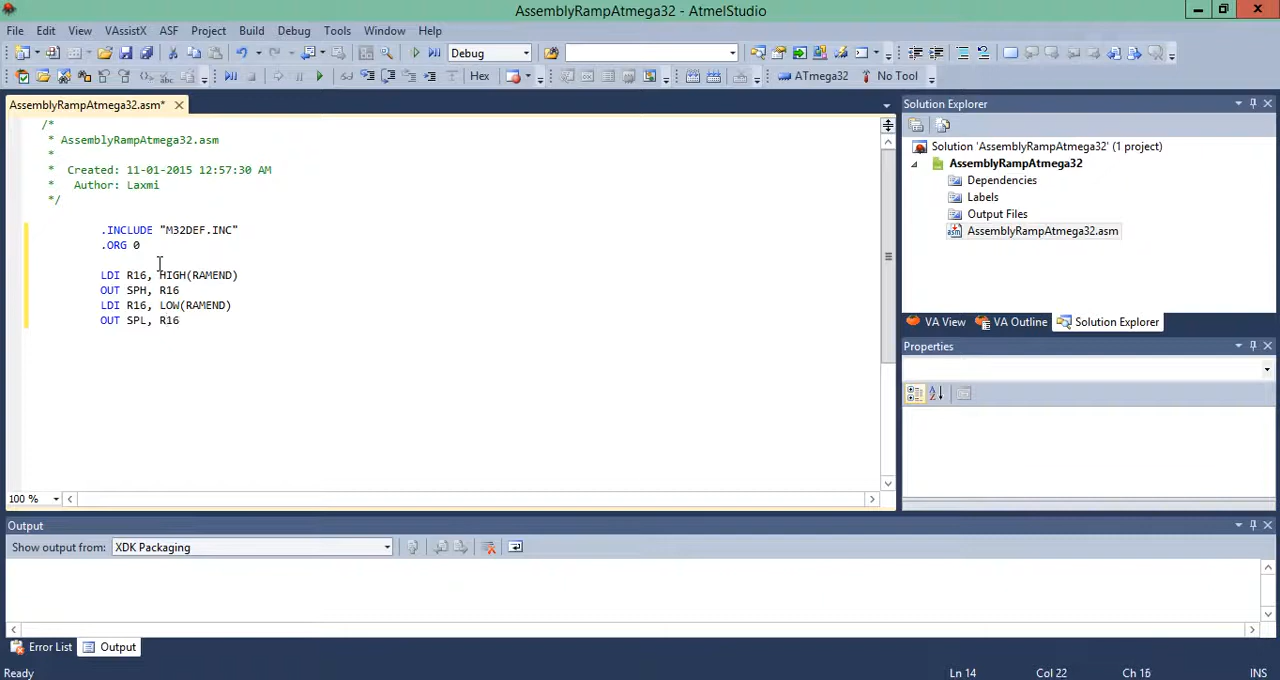 AssemblyRampAtmega32 - AtmelStudio
File Edit View VAssistX ASF Project Build Debug Tools Window Help
Debug
Hex ATmega32 No Tool
AssemblyRampAtmega32.asm*
/*
* AssemblyRampAtmega32.asm
*
* Created: 11-01-2015 12:57:30 AM
* Author: Laxmi
*/
.INCLUDE "M32DEF.INC"
.ORG 0
LDI R16, HIGH(RAMEND)
OUT SPH, R16
LDI R16, LOW(RAMEND)
OUT SPL, R16
100 %
Solution Explorer
Solution 'AssemblyRampAtmega32' (1 project)
AssemblyRampAtmega32
Dependencies
Labels
Output Files
AssemblyRampAtmega32.asm
VA View VA Outline Solution Explorer
Properties
Output
Show output from: XDK Packaging
Error List Output
Ready Ln 14 Col 22 Ch 16 INS